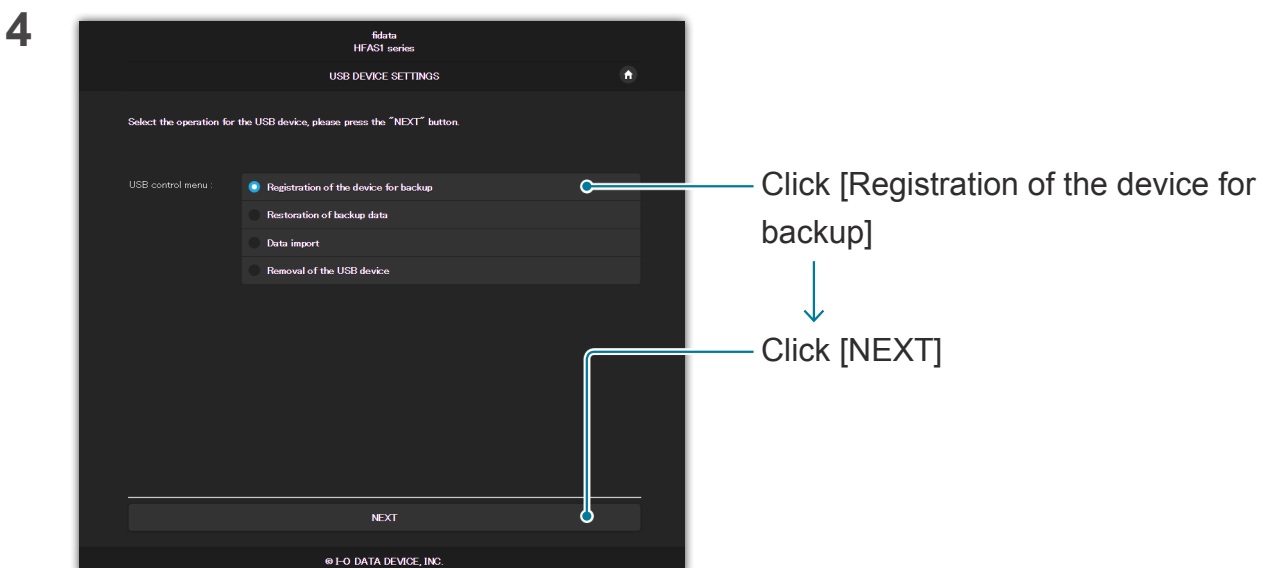 4
fidata
HFAS1 series
USB DEVICE SETTINGS
Select the operation for the USB device, please press the "NEXT" button.
USB control menu :
Registration of the device for backup
Restoration of backup data
Data import
Removal of the USB device
NEXT
© I-O DATA DEVICE, INC.
Click [Registration of the device for
backup]
Click [NEXT]